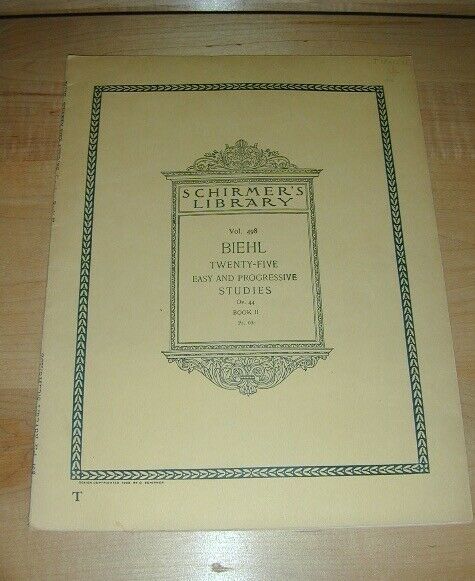 SCHIRMER'S
LIBRARY
Vol. 498
BIEHL
TWENTY-FIVE
EASY AND PROGRESSIVE
STUDIES
Op. 44
BOOK II
T